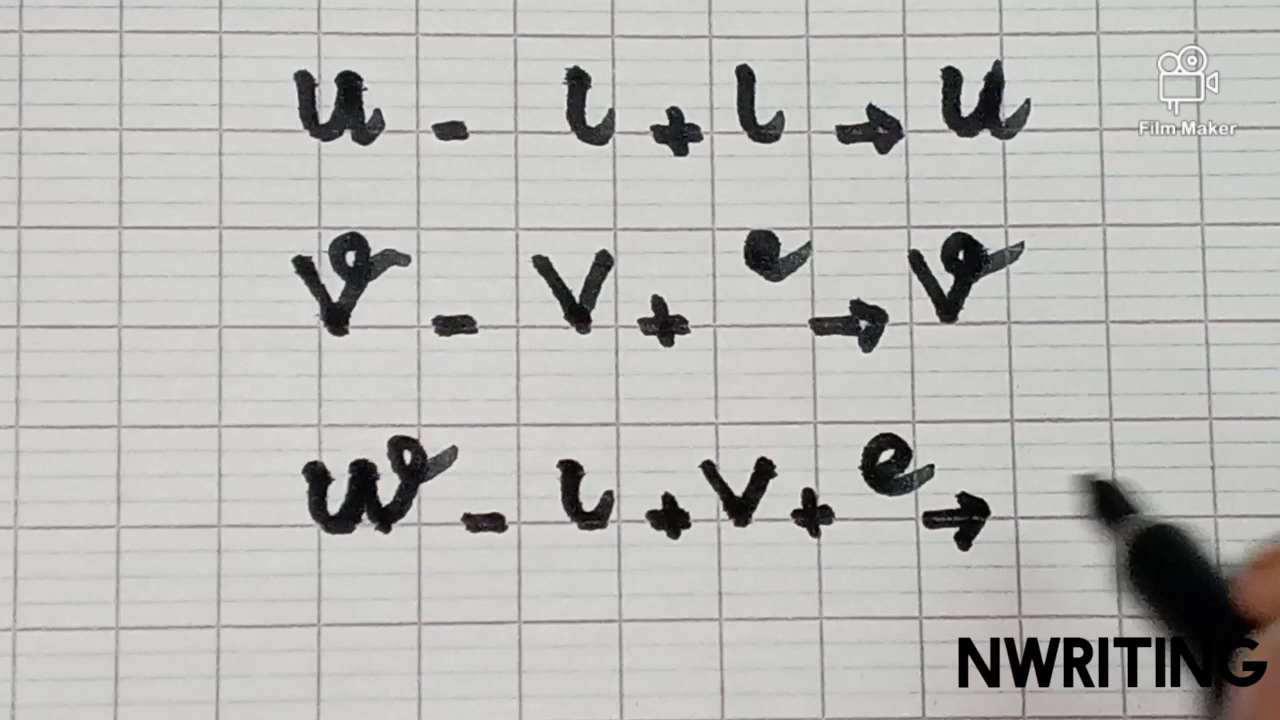 u - ι + ι → u
Film Maker
v - v + e → v
w - ι + v + e →
NWRITING